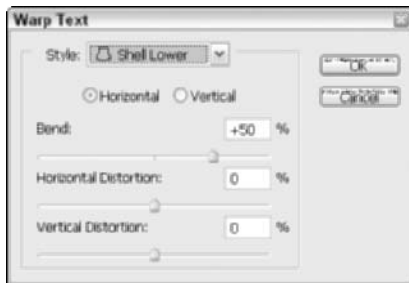 Warp Text
Style: Shell Lower
OK
Horizontal Vertical
Cancel
Bend: +50 %
Horizontal Distortion: 0 %
Vertical Distortion: 0 %